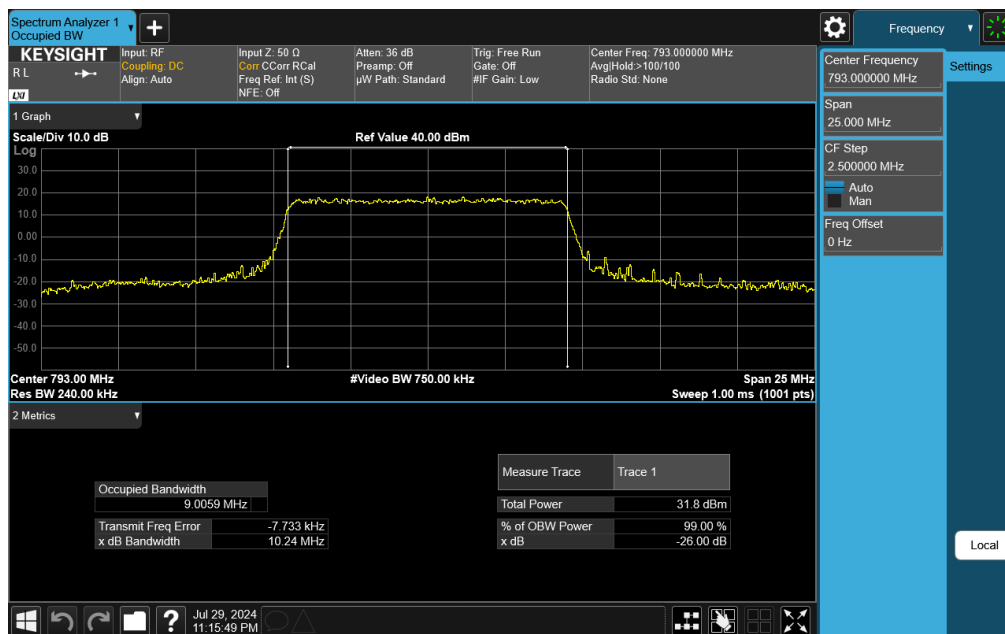 Spectrum Analyzer 1
Occupied BW
Frequency
KEYSIGHT
R L
LXI
Input: RF
Coupling: DC
Align: Auto
Input Z: 50 Ω
Corr CCorr RCal
Freq Ref: Int (S)
NFE: Off
Atten: 36 dB
Preamp: Off
µW Path: Standard
Trig: Free Run
Gate: Off
#IF Gain: Low
Center Freq: 793.000000 MHz
Avg|Hold:>100/100
Radio Std: None
Center Frequency
793.000000 MHz
Settings
Span
25.000 MHz
CF Step
2.500000 MHz
Auto
Man
Freq Offset
0 Hz
Local
1 Graph
Scale/Div 10.0 dB
Ref Value 40.00 dBm
Log
30.0
20.0
10.0
0.00
-10.0
-20.0
-30.0
-40.0
-50.0
Center 793.00 MHz
#Video BW 750.00 kHz
Span 25 MHz
Res BW 240.00 kHz
Sweep 1.00 ms (1001 pts)
2 Metrics
Measure Trace
Trace 1
Occupied Bandwidth
9.0059 MHz
Total Power
31.8 dBm
Transmit Freq Error
-7.733 kHz
% of OBW Power
99.00 %
x dB Bandwidth
10.24 MHz
x dB
-26.00 dB
?
Jul 29, 2024
11:15:49 PM